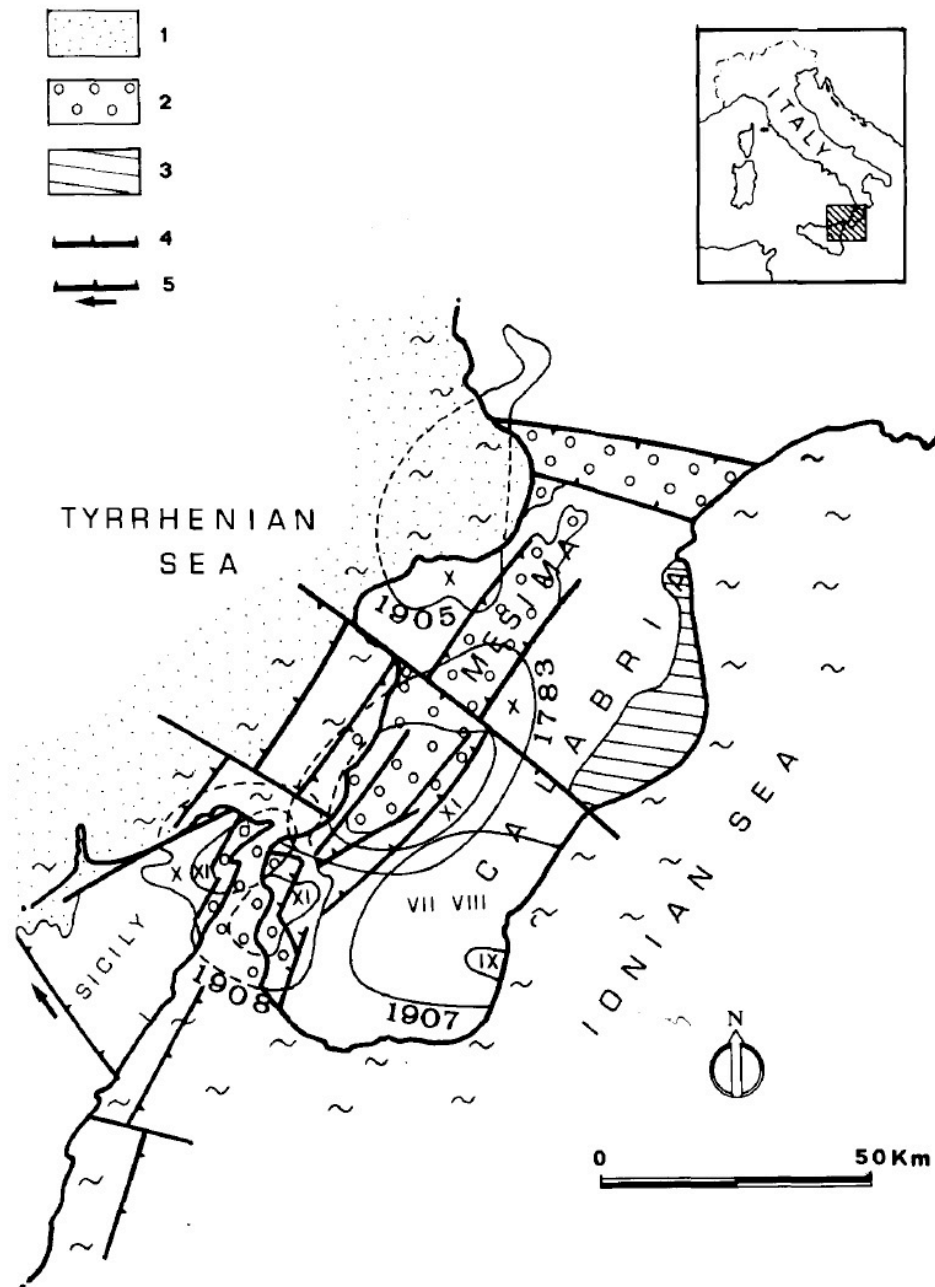 1
2
3
4
5
ITALY
TYRRHENIAN
SEA
X
1905
MESIMA
CALABRIA
X
1783
XI
X
XI
XI
VII VIII
IX
SICILY
1908
1907
IONIAN SEA
N
0
50Km